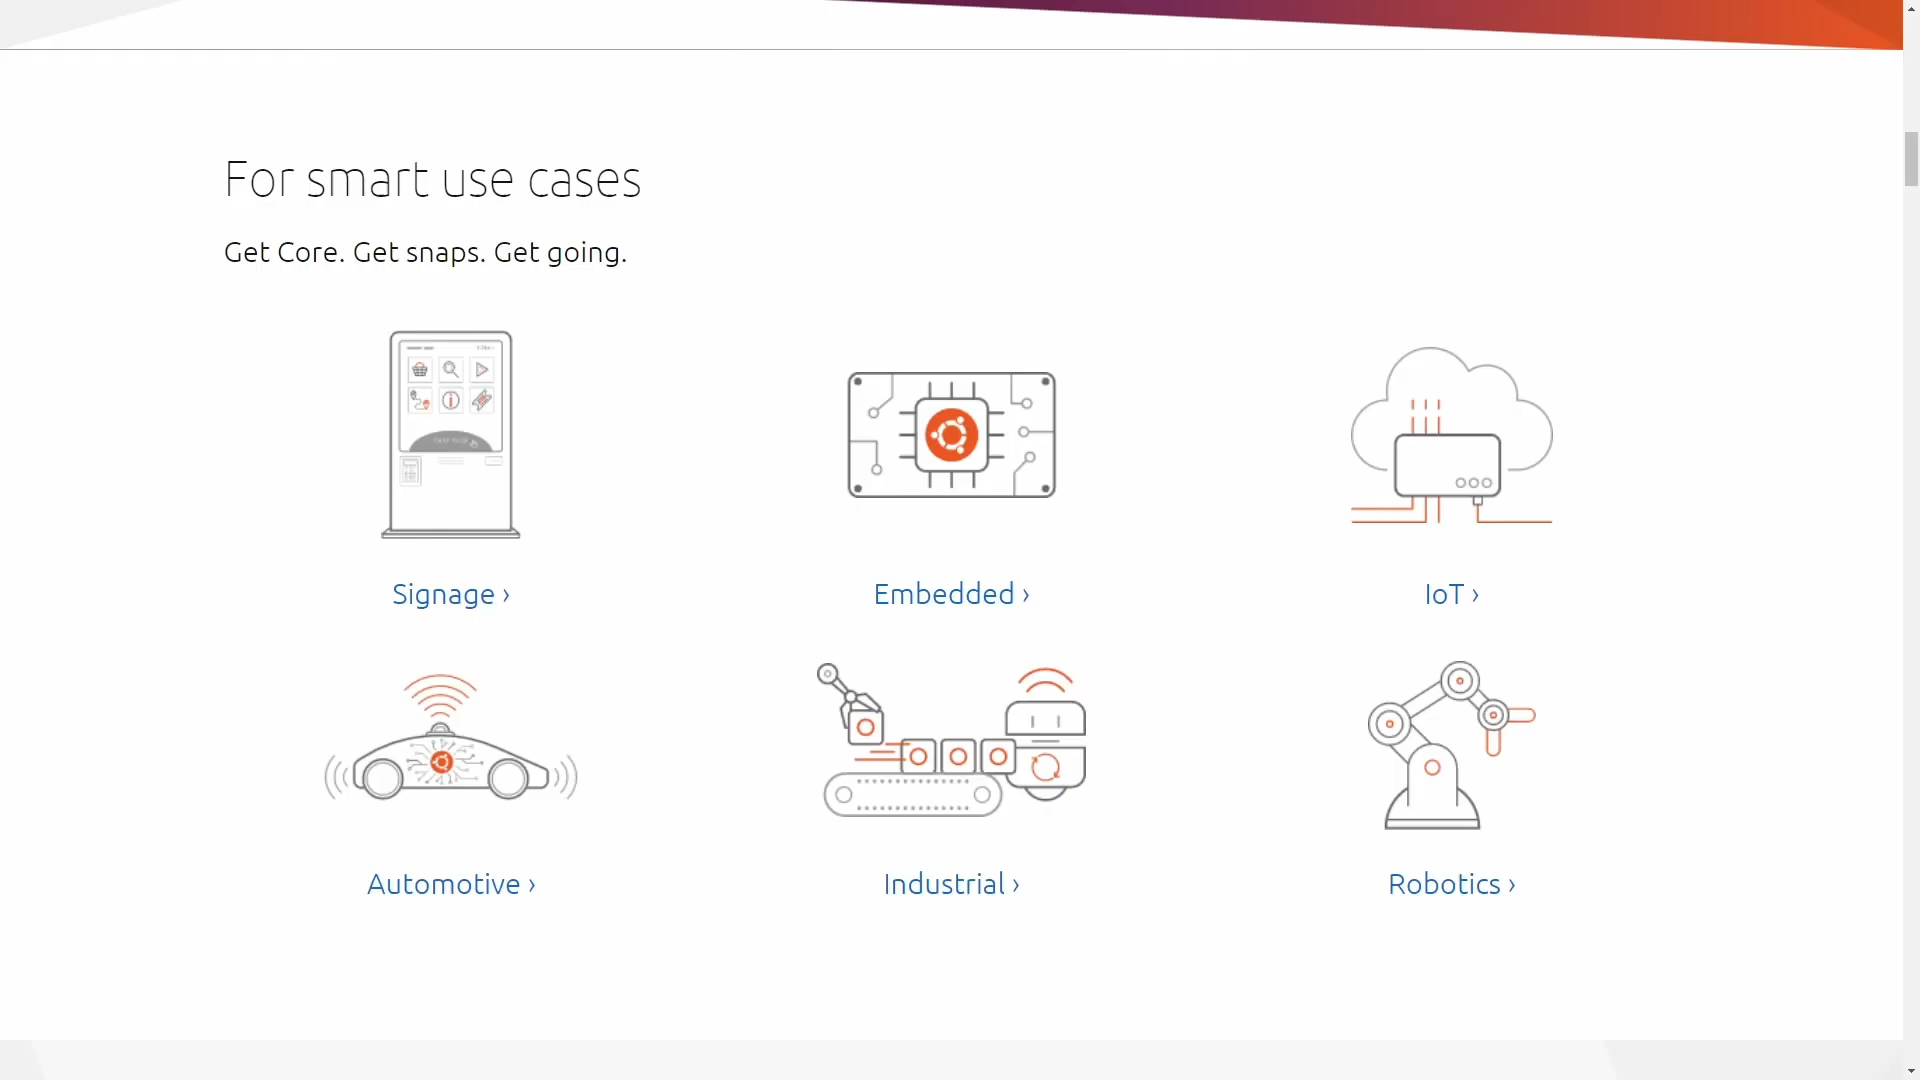 For smart use cases
Get Core. Get snaps. Get going.
Signage ›
Embedded ›
IoT ›
Automotive ›
Industrial ›
Robotics ›